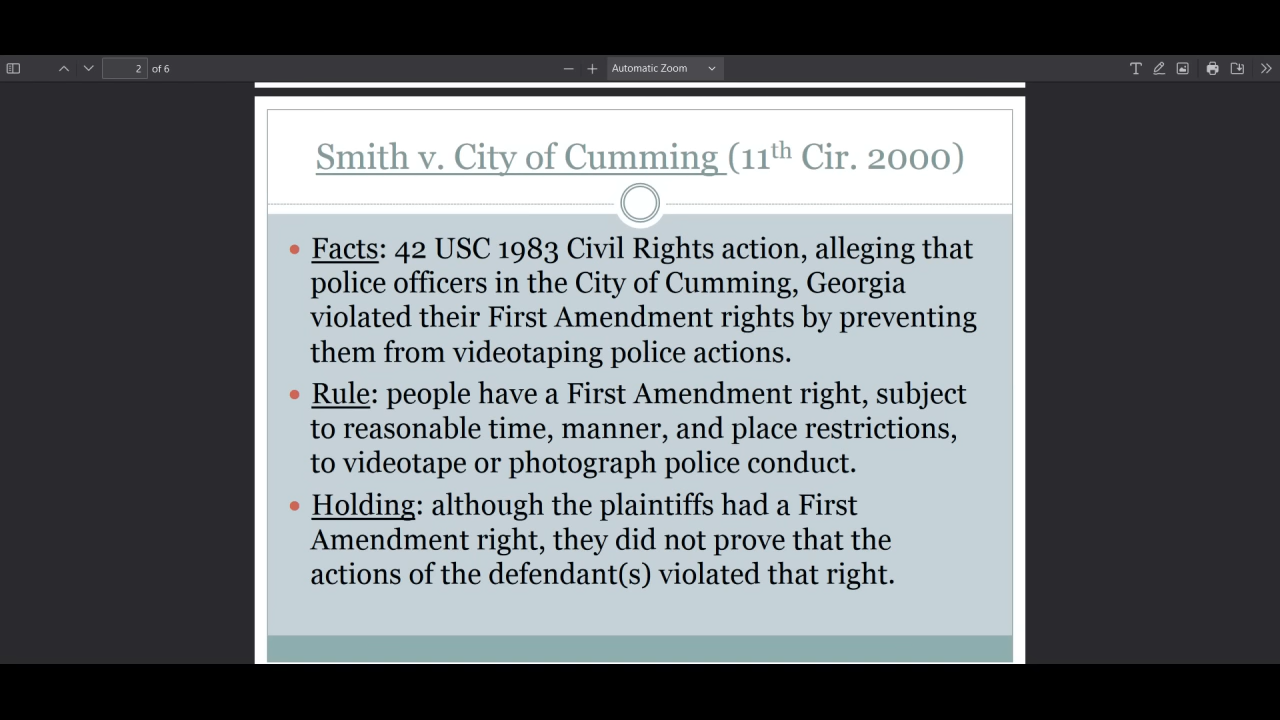 2 of 6
Automatic Zoom
Smith v. City of Cumming (11th Cir. 2000)
• Facts: 42 USC 1983 Civil Rights action, alleging that
police officers in the City of Cumming, Georgia
violated their First Amendment rights by preventing
them from videotaping police actions.
• Rule: people have a First Amendment right, subject
to reasonable time, manner, and place restrictions,
to videotape or photograph police conduct.
• Holding: although the plaintiffs had a First
Amendment right, they did not prove that the
actions of the defendant(s) violated that right.